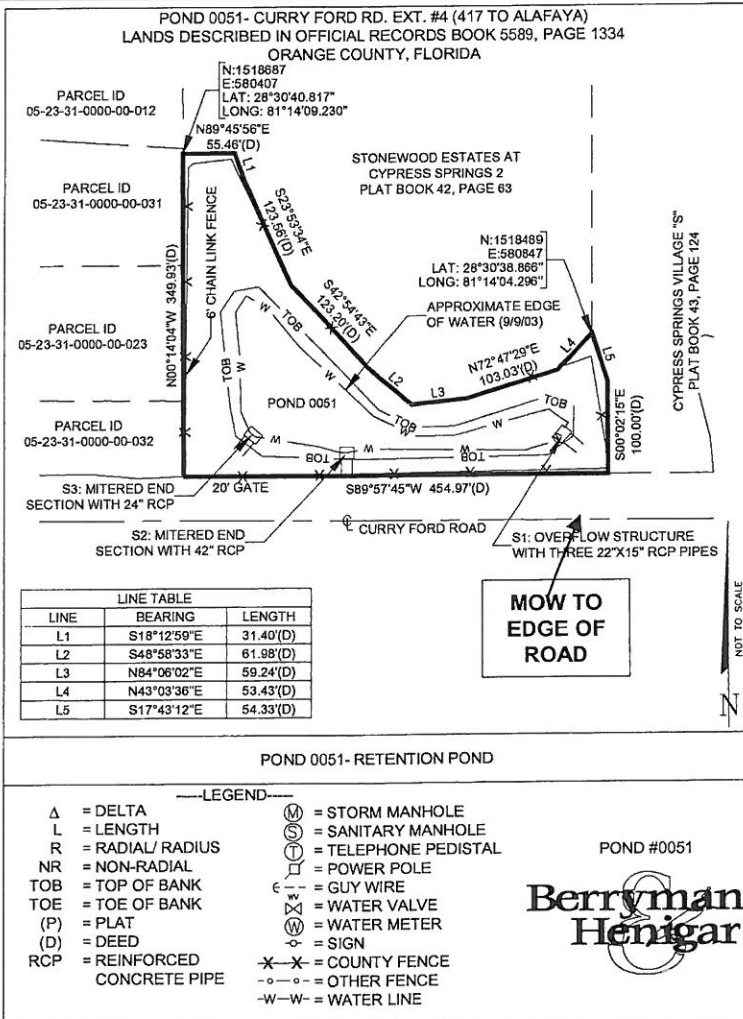 POND 0051- CURRY FORD RD. EXT. #4 (417 TO ALAFAYA)
LANDS DESCRIBED IN OFFICIAL RECORDS BOOK 5589, PAGE 1334
ORANGE COUNTY, FLORIDA
N:1518687
E:580407
LAT: 28°30'40.817"
LONG: 81°14'09.230"
PARCEL ID
05-23-31-0000-00-012
N89°45'56"E
55.46'(D)
L1
STONEWOOD ESTATES AT
CYPRESS SPRINGS 2
PLAT BOOK 42, PAGE 63
PARCEL ID
05-23-31-0000-00-031
S23°53'34"E
123.56'(D)
6' CHAIN LINK FENCE
N00°14'04"W 349.93'(D)
N:1518489
E:580847
LAT: 28°30'38.866"
LONG: 81°14'04.296"
CYPRESS SPRINGS VILLAGE "S"
PLAT BOOK 43, PAGE 124
S42°54'43"E
123.20'(D)
APPROXIMATE EDGE
OF WATER (9/9/03)
PARCEL ID
05-23-31-0000-00-023
W
TOB
W
TOB
W
W
N72°47'29"E
103.03'(D)
L4
L5
L2
L3
POND 0051
TOB
W
W
TOB
S00°02'15"E
100.00'(D)
PARCEL ID
05-23-31-0000-00-032
W
W
W
TOB
TOB
S3: MITERED END
SECTION WITH 24" RCP
20' GATE
S89°57'45"W 454.97'(D)
S2: MITERED END
SECTION WITH 42" RCP
℄ CURRY FORD ROAD
S1: OVERFLOW STRUCTURE
WITH THREE 22"X15" RCP PIPES
MOW TO
EDGE OF
ROAD
NOT TO SCALE
N
LINE TABLE
LINE BEARING LENGTH
L1 S18°12'59"E 31.40'(D)
L2 S48°58'33"E 61.98'(D)
L3 N84°06'02"E 59.24'(D)
L4 N43°03'36"E 53.43'(D)
L5 S17°43'12"E 54.33'(D)
POND 0051- RETENTION POND
----LEGEND----
Δ = DELTA
L = LENGTH
R = RADIAL/ RADIUS
NR = NON-RADIAL
TOB = TOP OF BANK
TOE = TOE OF BANK
(P) = PLAT
(D) = DEED
RCP = REINFORCED
CONCRETE PIPE
M = STORM MANHOLE
S = SANITARY MANHOLE
T = TELEPHONE PEDISTAL
= POWER POLE
= GUY WIRE
WV = WATER VALVE
W = WATER METER
= SIGN
-X—X- = COUNTY FENCE
--o—o-- = OTHER FENCE
-W—W- = WATER LINE
POND #0051
Berryman
&
Henigar